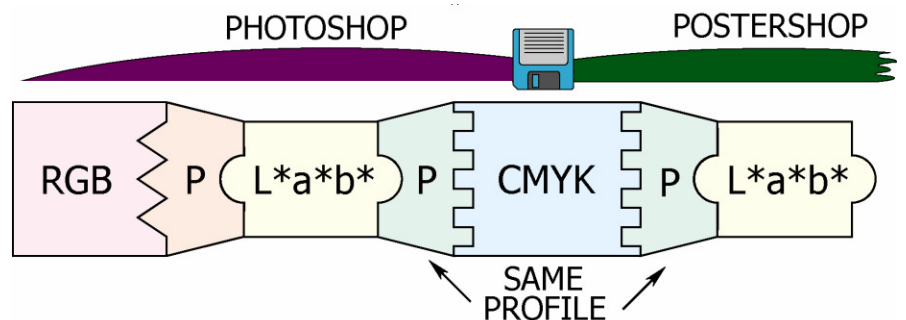 PHOTOSHOP
POSTERSHOP
RGB
P
L*a*b*
P
CMYK
P
L*a*b*
SAME
PROFILE